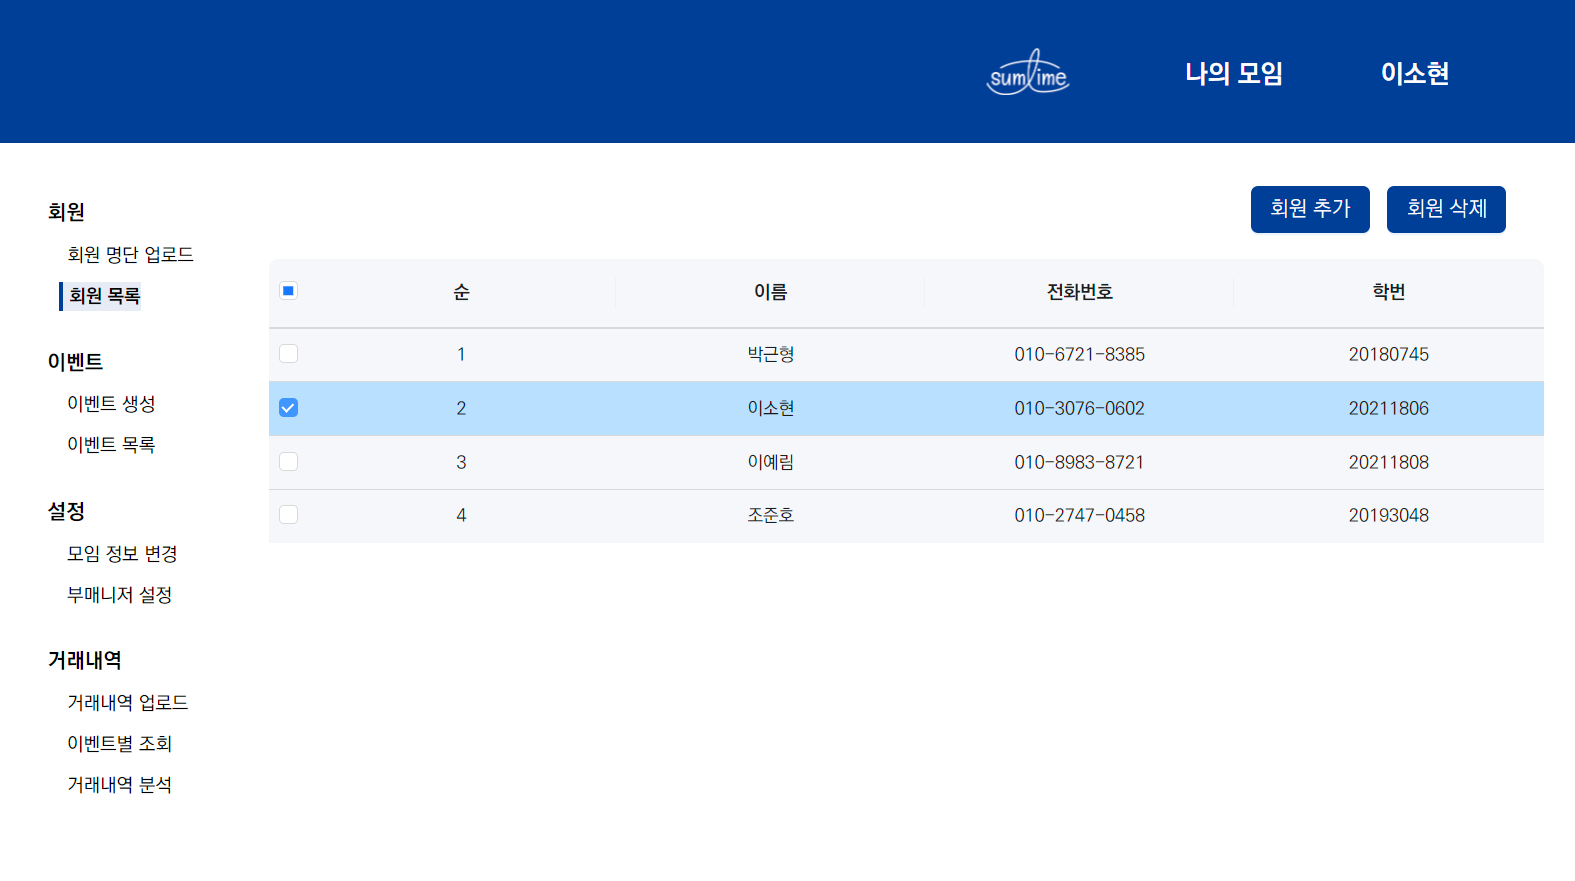 sumtime 나의 모임 이소현
회원 추가 회원 삭제
회원
회원 명단 업로드
회원 목록
이벤트
이벤트 생성
이벤트 목록
설정
모임 정보 변경
부매니저 설정
거래내역
거래내역 업로드
이벤트별 조회
거래내역 분석
순 이름 전화번호 학번
1 박근형 010-6721-8385 20180745
2 이소현 010-3076-0602 20211806
3 이예림 010-8983-8721 20211808
4 조준호 010-2747-0458 20193048